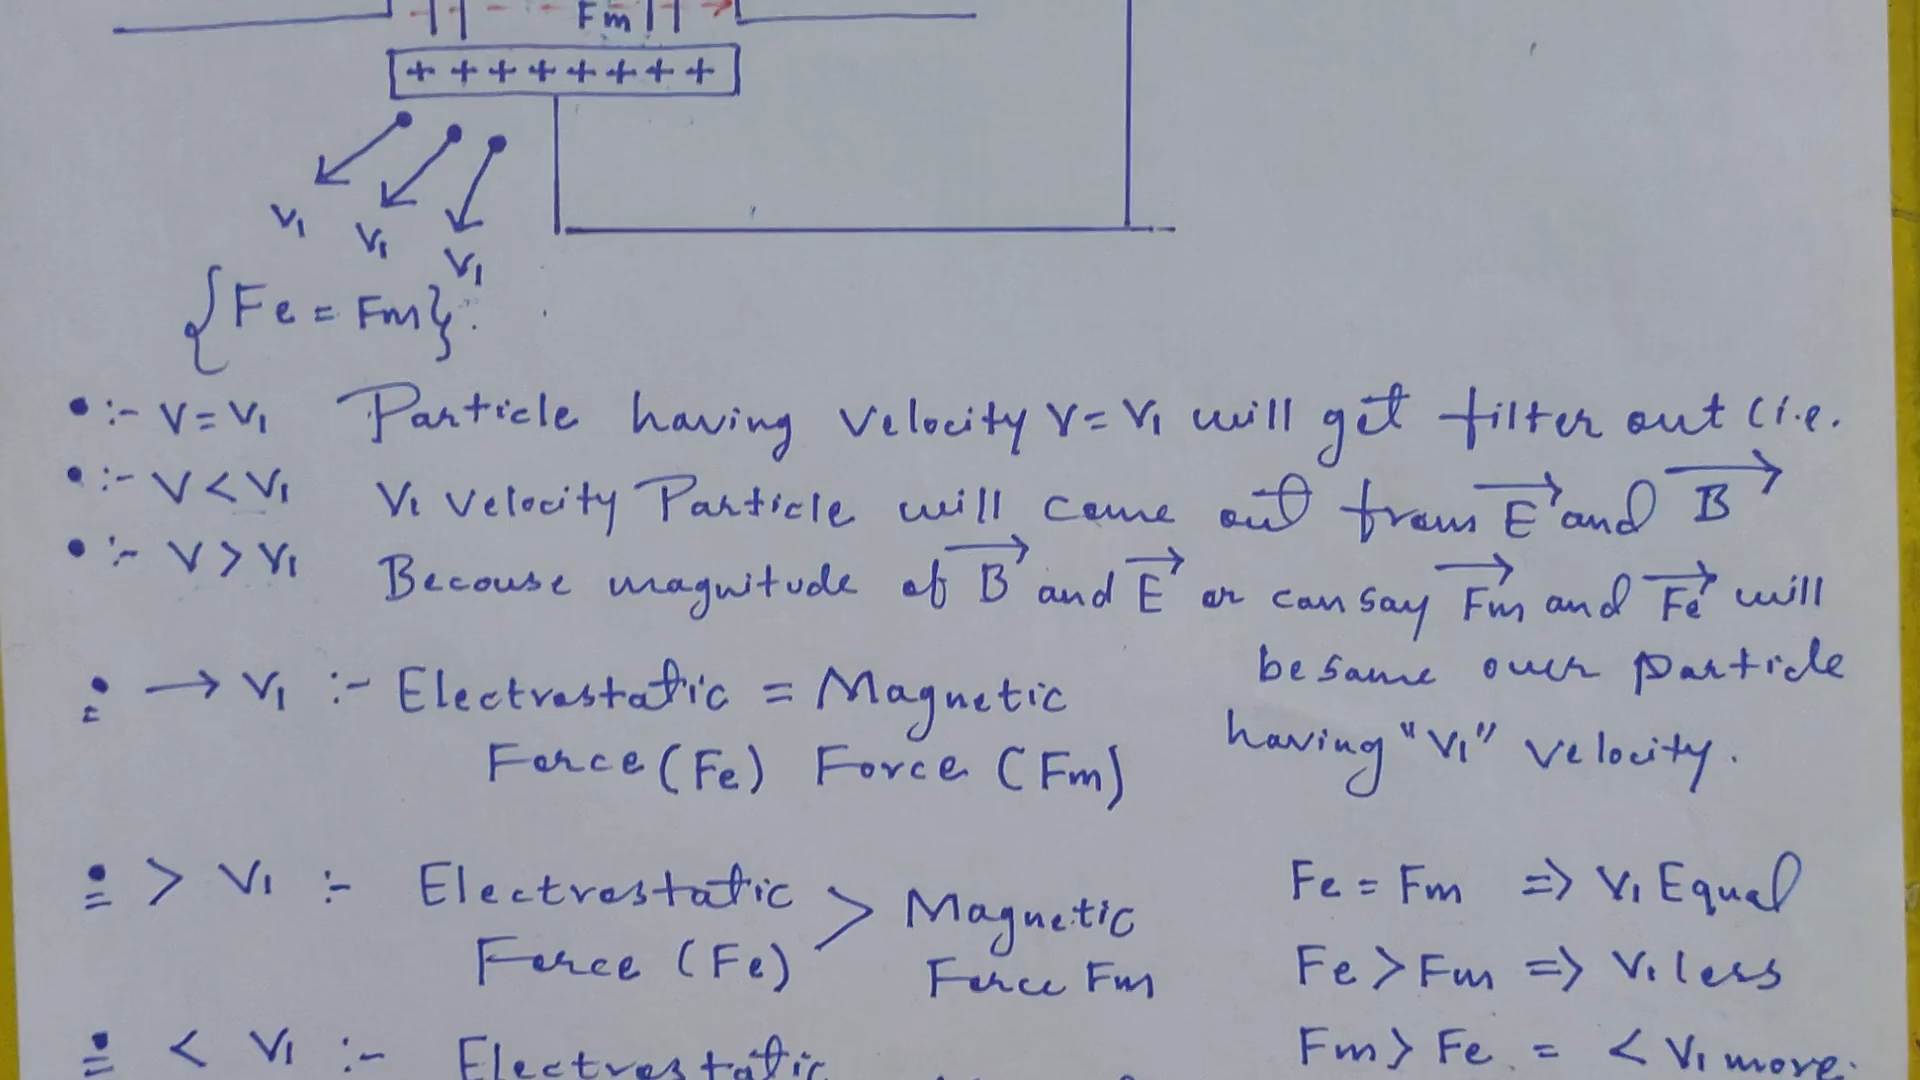 Fm
+ + + + + + + +
V1 V1 V1
{Fe = Fm}
• :- V = V1 Particle having velocity V = V1 will get filter out (i.e.
• :- V < V1 V1 velocity Particle will come out from E and B
• :- V > V1 Becouse magnitude of B and E or can say Fm and Fe will
be same over particle
having "V1" velocity.
→ V1 :- Electrostatic = Magnetic
Force (Fe) Force (Fm)
> V1 :- Electrostatic > Magnetic
Force (Fe) Force Fm
Fe = Fm => V1 Equal
Fe > Fm => V1 less
Fm > Fe = < V1 more.
< V1 :- Electrostatic